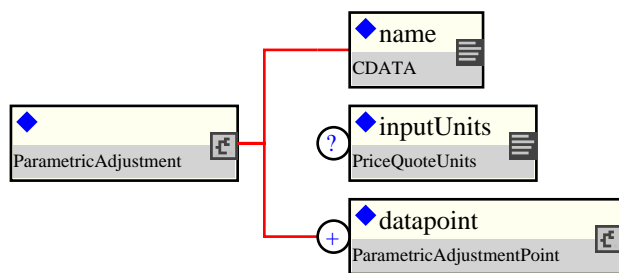 name
CDATA
ParametricAdjustment
?
inputUnits
PriceQuoteUnits
+
datapoint
ParametricAdjustmentPoint